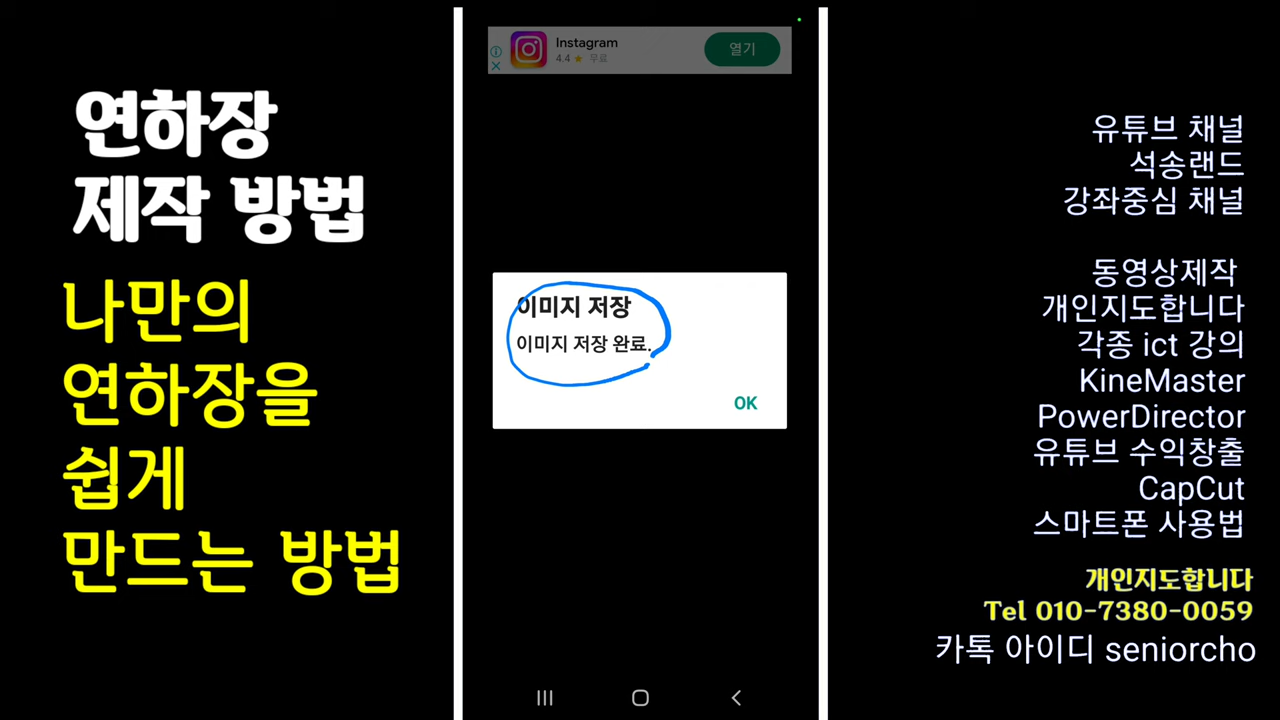 연하장
제작 방법
나만의
연하장을
쉽게
만드는 방법
Instagram
4.4 ★ 무료
열기
이미지 저장
이미지 저장 완료.
OK
유튜브 채널
석송랜드
강좌중심 채널
동영상제작
개인지도합니다
각종 ict 강의
KineMaster
PowerDirector
유튜브 수익창출
CapCut
스마트폰 사용법
개인지도합니다
Tel 010-7380-0059
카톡 아이디 seniorcho